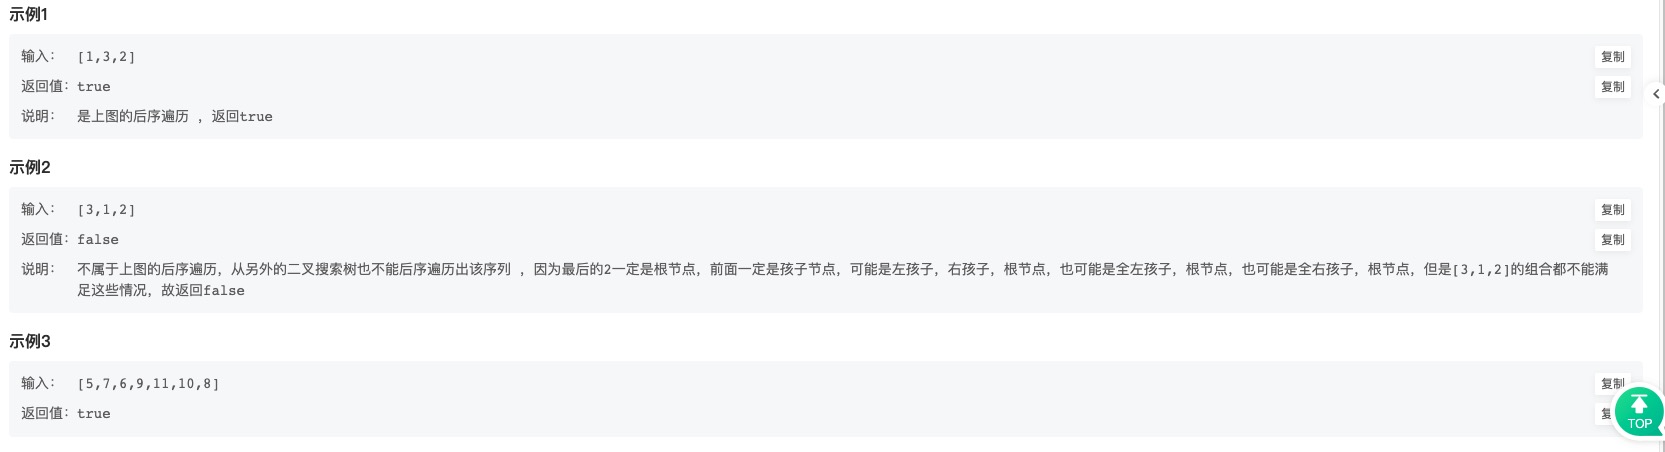 示例1
输入： [1,3,2] 复制
返回值：true 复制
说明： 是上图的后序遍历 ，返回true
示例2
输入： [3,1,2] 复制
返回值：false 复制
说明： 不属于上图的后序遍历，从另外的二叉搜索树也不能后序遍历出该序列 ，因为最后的2一定是根节点，前面一定是孩子节点，可能是左孩子，右孩子，根节点，也可能是全左孩子，根节点，也可能是全右孩子，根节点，但是[3,1,2]的组合都不能满
足这些情况，故返回false
示例3
输入： [5,7,6,9,11,10,8] 复制
返回值：true
TOP